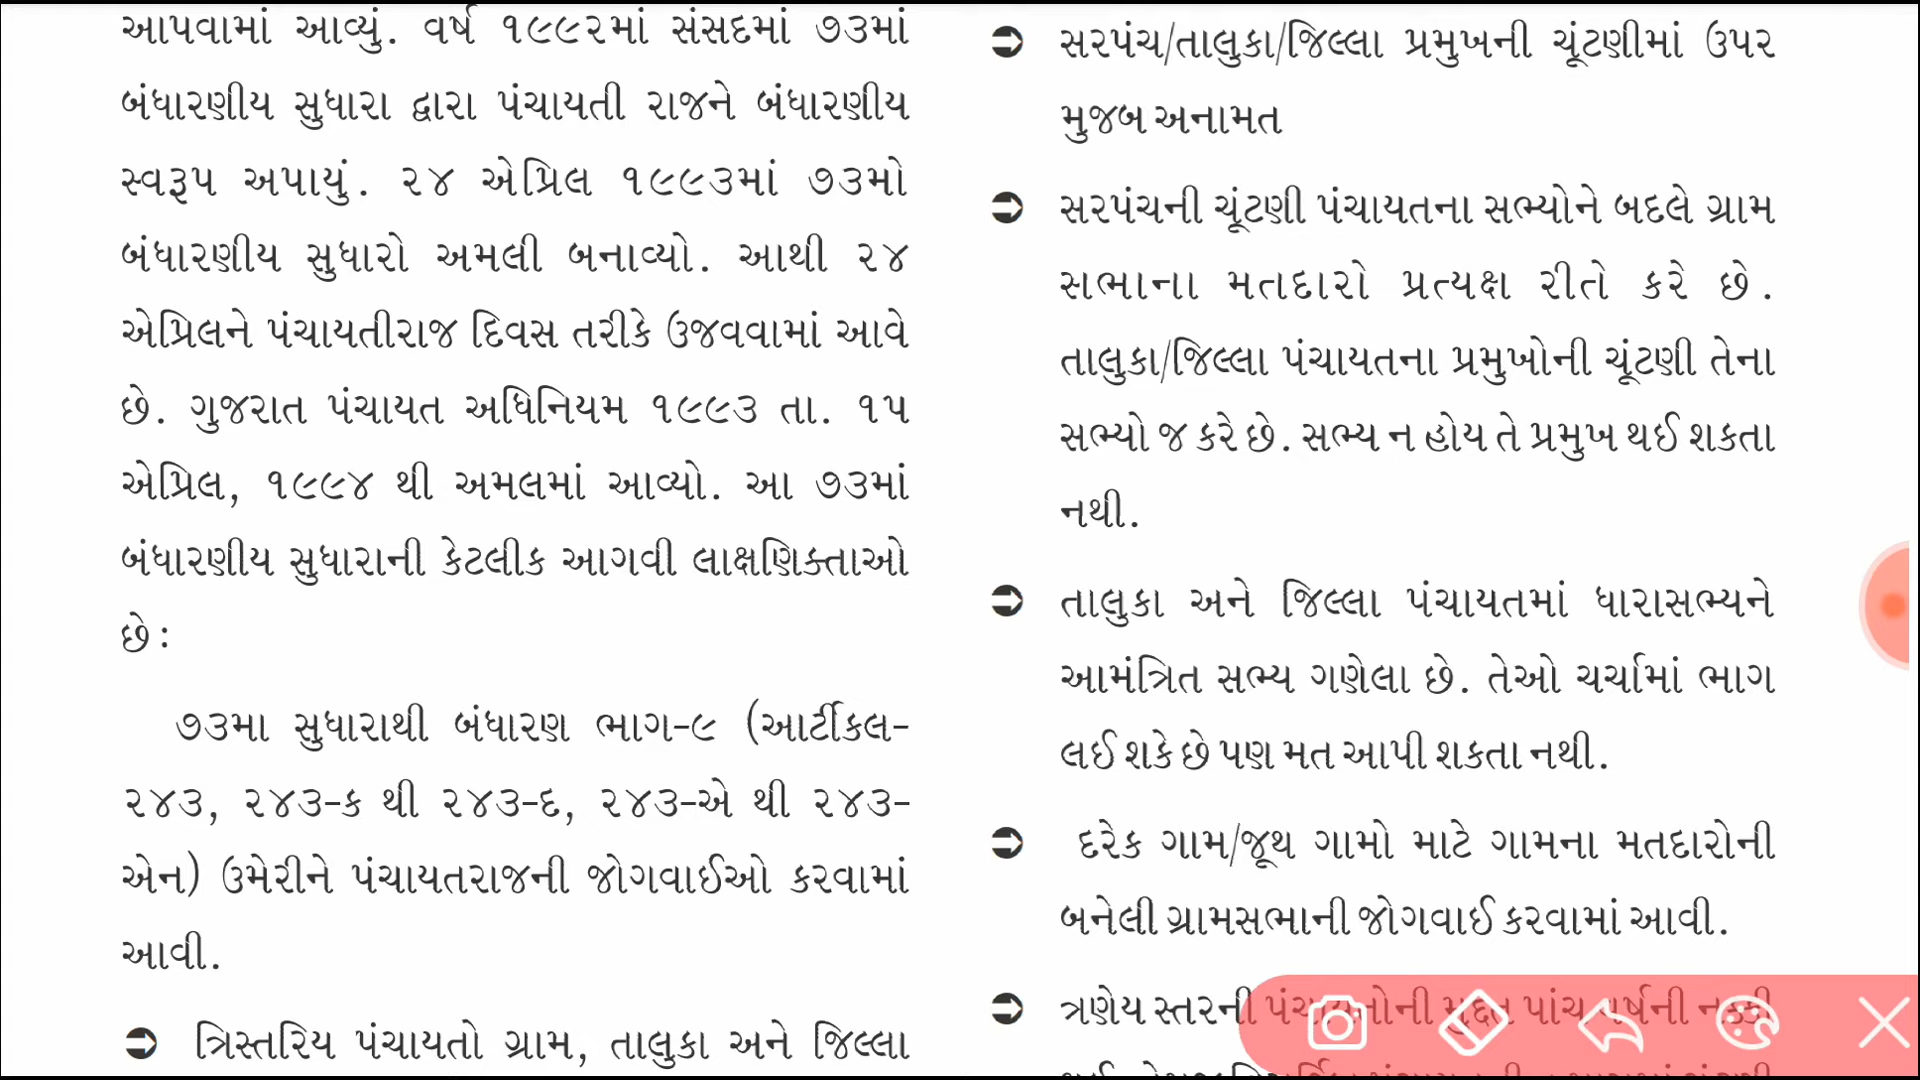 આપવામાં આવ્યું. વર્ષ ૧૯૯૨માં સંસદમાં ૭૩માં
બંધારણીય સુધારા દ્વારા પંચાયતી રાજને બંધારણીય
સ્વરૂપ અપાયું. ૨૪ એપ્રિલ ૧૯૯૩માં ૭૩મો
બંધારણીય સુધારો અમલી બનાવ્યો. આથી ૨૪
એપ્રિલને પંચાયતીરાજ દિવસ તરીકે ઉજવવામાં આવે
છે. ગુજરાત પંચાયત અધિનિયમ ૧૯૯૩ તા. ૧૫
એપ્રિલ, ૧૯૯૪ થી અમલમાં આવ્યો. આ ૭૩માં
બંધારણીય સુધારાની કેટલીક આગવી લાક્ષણિક્તાઓ
છે:
૭૩મા સુધારાથી બંધારણ ભાગ-૯ (આર્ટીકલ-
૨૪૩, ૨૪૩-ક થી ૨૪૩-દ, ૨૪૩-એ થી ૨૪૩-
એન) ઉમેરીને પંચાયતરાજની જોગવાઈઓ કરવામાં
આવી.
➲ ત્રિસ્તરિય પંચાયતો ગ્રામ, તાલુકા અને જિલ્લા
➲ સરપંચ/તાલુકા/જિલ્લા પ્રમુખની ચૂંટણીમાં ઉપર
મુજબ અનામત
➲ સરપંચની ચૂંટણી પંચાયતના સભ્યોને બદલે ગ્રામ
સભાના મતદારો પ્રત્યક્ષ રીતે કરે છે.
તાલુકા/જિલ્લા પંચાયતના પ્રમુખોની ચૂંટણી તેના
સભ્યો જ કરે છે. સભ્ય ન હોય તે પ્રમુખ થઈ શકતા
નથી.
➲ તાલુકા અને જિલ્લા પંચાયતમાં ધારાસભ્યને
આમંત્રિત સભ્ય ગણેલા છે. તેઓ ચર્ચામાં ભાગ
લઈ શકે છે પણ મત આપી શકતા નથી.
➲ દરેક ગામ/જૂથ ગામો માટે ગામના મતદારોની
બનેલી ગ્રામસભાની જોગવાઈ કરવામાં આવી.
➲ ત્રણેય સ્તરની પંચાયતોની મુદ્દત પાંચ વર્ષની નક્કી